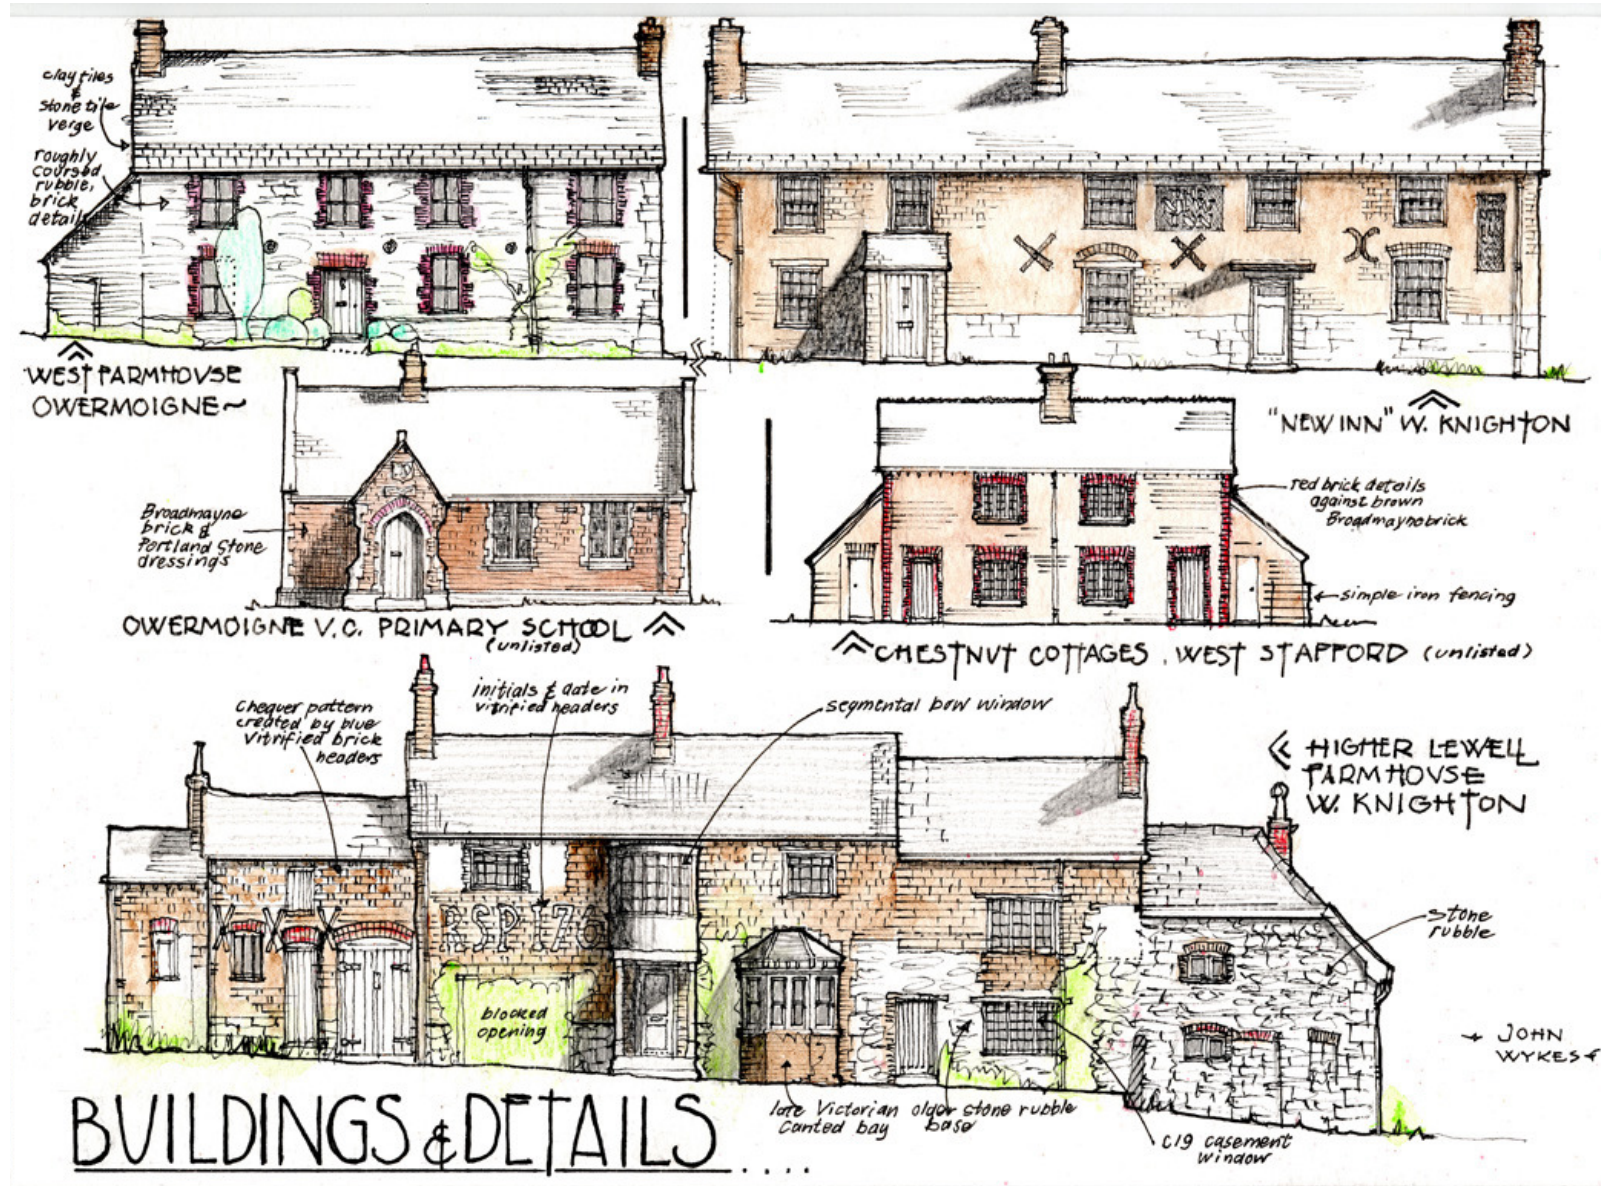 clay tiles
&
stone tile
verge
roughly
coursed
rubble,
brick
details
WEST FARMHOUSE
OWERMOIGNE~
"NEW INN" W. KNIGHTON
Broadmayne
brick &
Portland Stone
dressings
OWERMOIGNE V.C. PRIMARY SCHOOL
(unlisted)
red brick details
against brown
Broadmayne brick
simple iron fencing
CHESTNUT COTTAGES, WEST STAFFORD (unlisted)
Chequer pattern
created by blue
vitrified brick
headers
initials & date in
vitrified headers
segmental bow window
HIGHER LEWELL
FARMHOUSE
W. KNIGHTON
RSP 176
blocked
opening
stone
rubble
JOHN
WYKES
late Victorian
canted bay
older stone rubble
base
C19 casement
window
BUILDINGS & DETAILS....